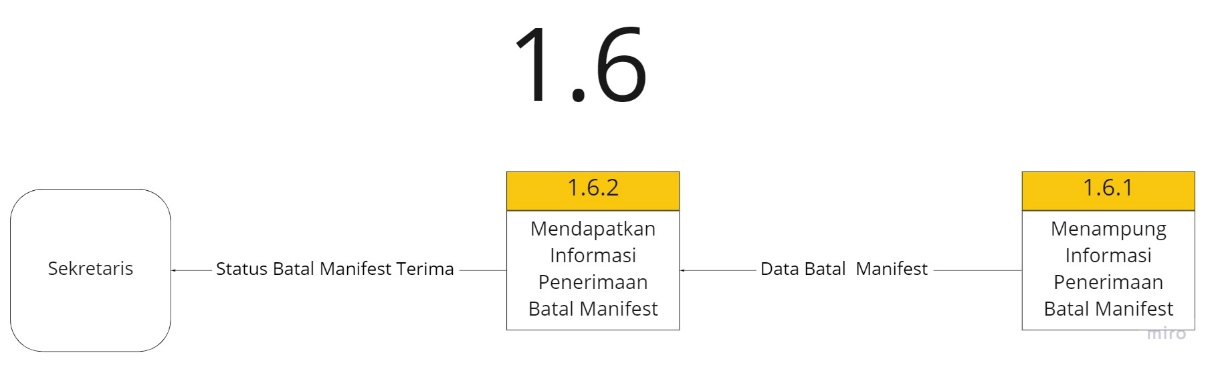 1.6
Sekretaris
Status Batal Manifest Terima
1.6.2
Mendapatkan
Informasi
Penerimaan
Batal Manifest
Data Batal  Manifest
1.6.1
Menampung
Informasi
Penerimaan
Batal Manifest
miro